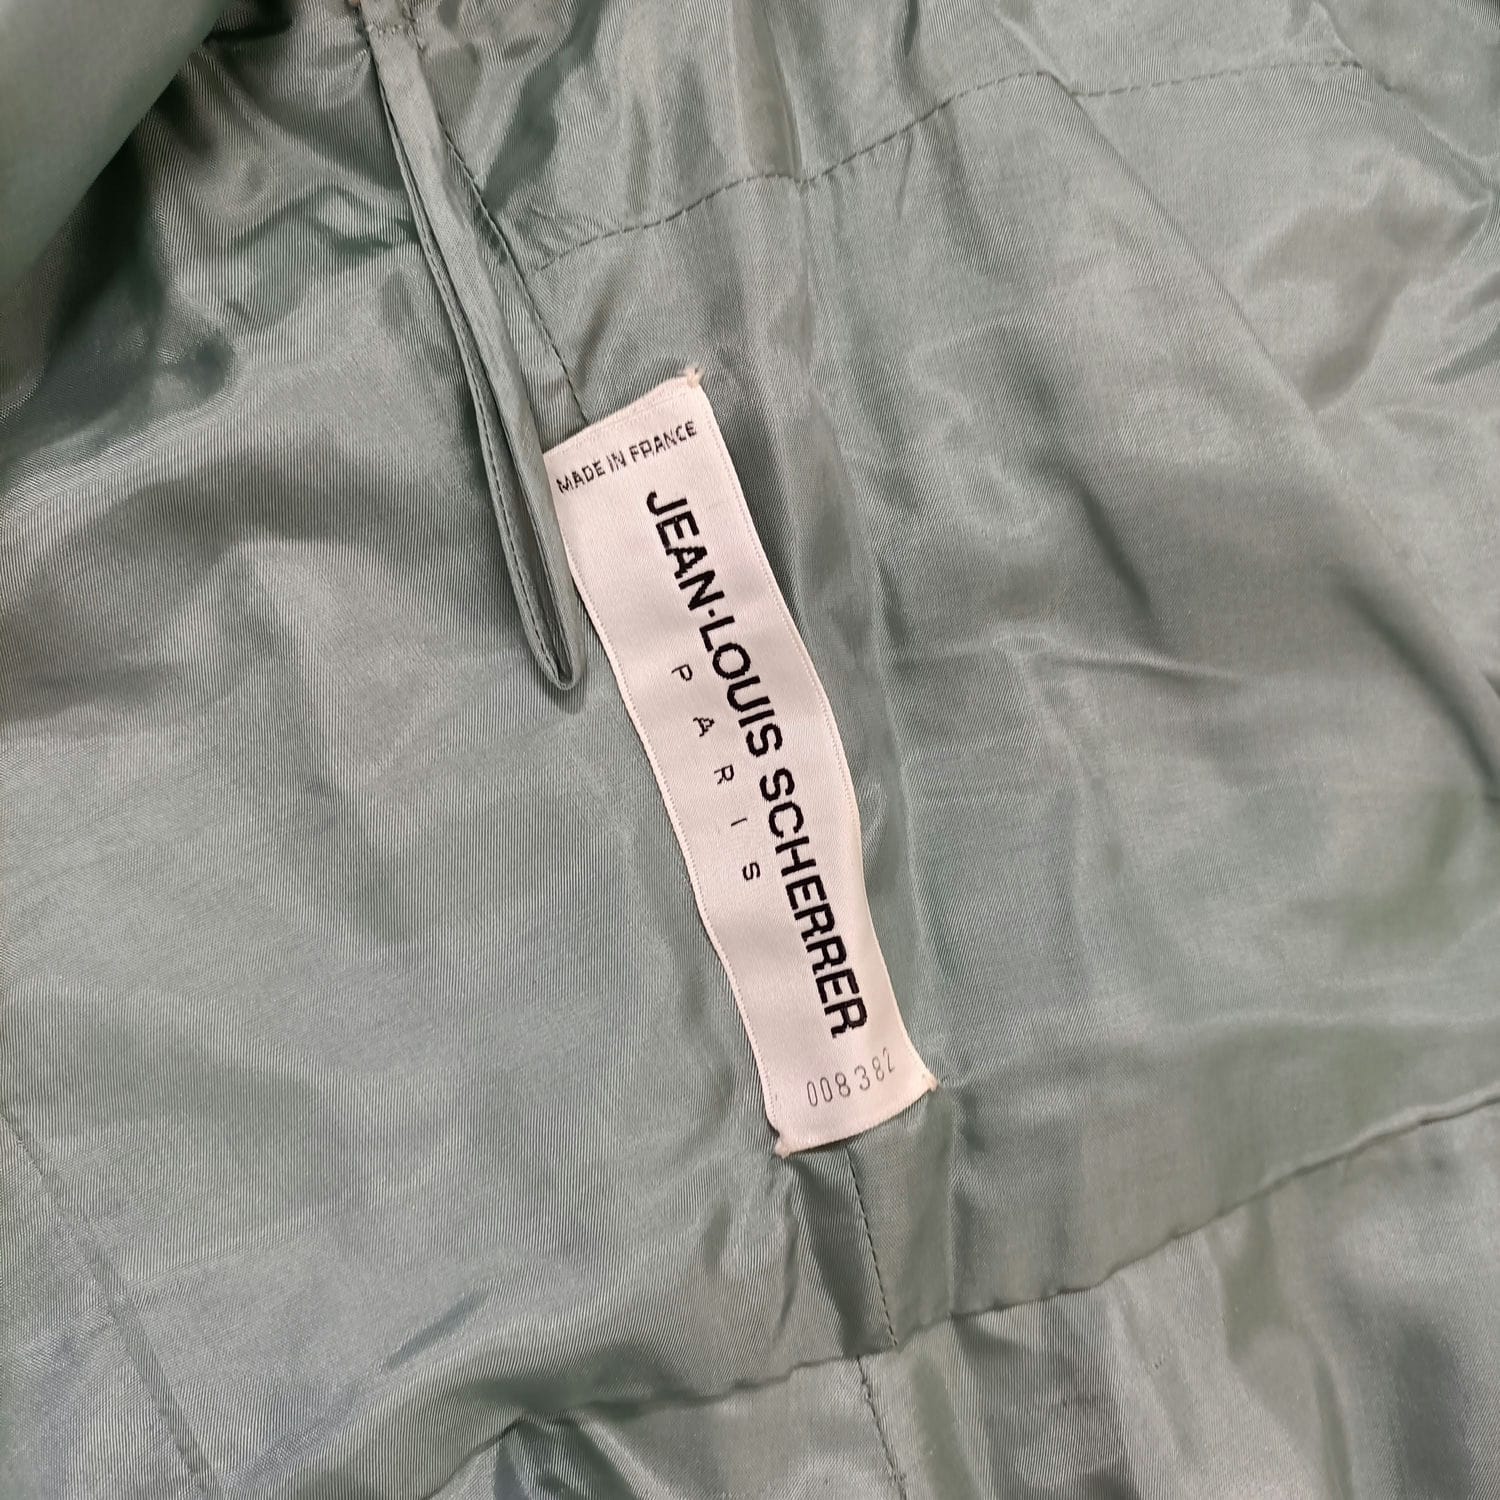 MADE IN FRANCE
JEAN-LOUIS SCHERRER
PARIS
008382